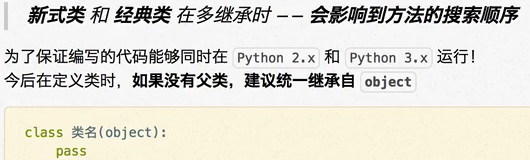 新式类 和 经典类 在多继承时 —— 会影响到方法的搜索顺序
为了保证编写的代码能够同时在 Python 2.x 和 Python 3.x 运行！
今后在定义类时，如果没有父类，建议统一继承自 object
class 类名(object):
    pass